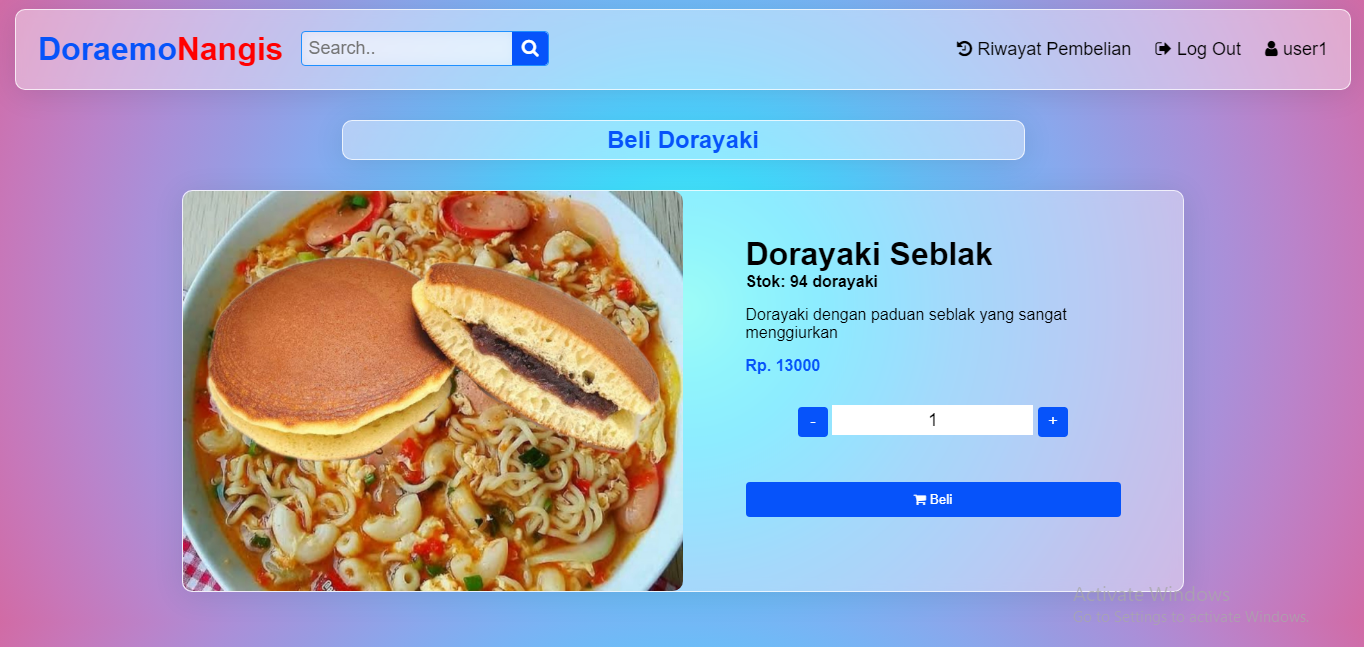 DoraemoNangis
Search..
Riwayat Pembelian
Log Out
user1
Beli Dorayaki
Dorayaki Seblak
Stok: 94 dorayaki
Dorayaki dengan paduan seblak yang sangat
menggiurkan
Rp. 13000
- 1 +
Beli
Activate Windows
Go to Settings to activate Windows.